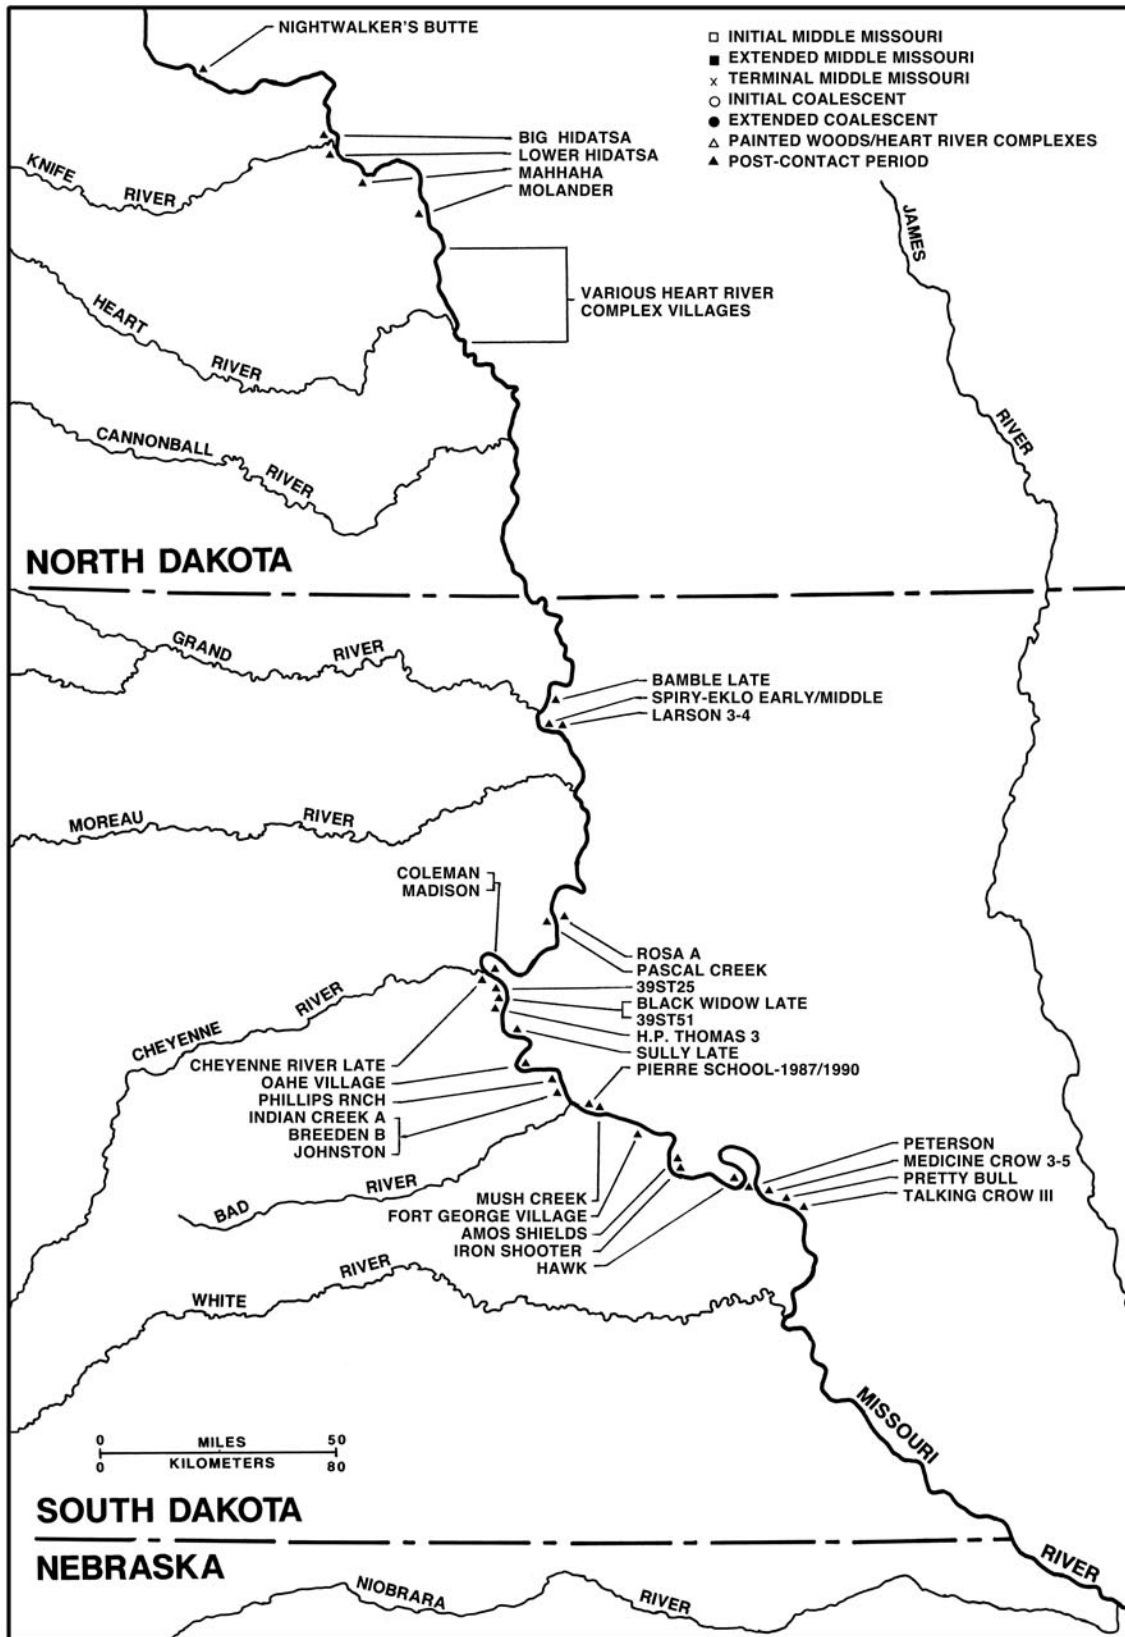 NIGHTWALKER'S BUTTE
□ INITIAL MIDDLE MISSOURI
■ EXTENDED MIDDLE MISSOURI
x TERMINAL MIDDLE MISSOURI
○ INITIAL COALESCENT
● EXTENDED COALESCENT
△ PAINTED WOODS/HEART RIVER COMPLEXES
▲ POST-CONTACT PERIOD
BIG HIDATSA
LOWER HIDATSA
MAHHAHA
MOLANDER
KNIFE RIVER
JAMES RIVER
VARIOUS HEART RIVER
COMPLEX VILLAGES
HEART RIVER
CANNONBALL RIVER
NORTH DAKOTA
GRAND RIVER
BAMBLE LATE
SPIRY-EKLO EARLY/MIDDLE
LARSON 3-4
MOREAU RIVER
COLEMAN
MADISON
ROSA A
PASCAL CREEK
39ST25
BLACK WIDOW LATE
39ST51
H.P. THOMAS 3
SULLY LATE
PIERRE SCHOOL-1987/1990
CHEYENNE RIVER
CHEYENNE RIVER LATE
OAHE VILLAGE
PHILLIPS RNCH
INDIAN CREEK A
BREEDEN B
JOHNSTON
PETERSON
MEDICINE CROW 3-5
PRETTY BULL
TALKING CROW III
BAD RIVER
MUSH CREEK
FORT GEORGE VILLAGE
AMOS SHIELDS
IRON SHOOTER
HAWK
WHITE RIVER
MISSOURI RIVER
0 MILES 50
0 KILOMETERS 80
SOUTH DAKOTA
NEBRASKA
NIOBRARA RIVER